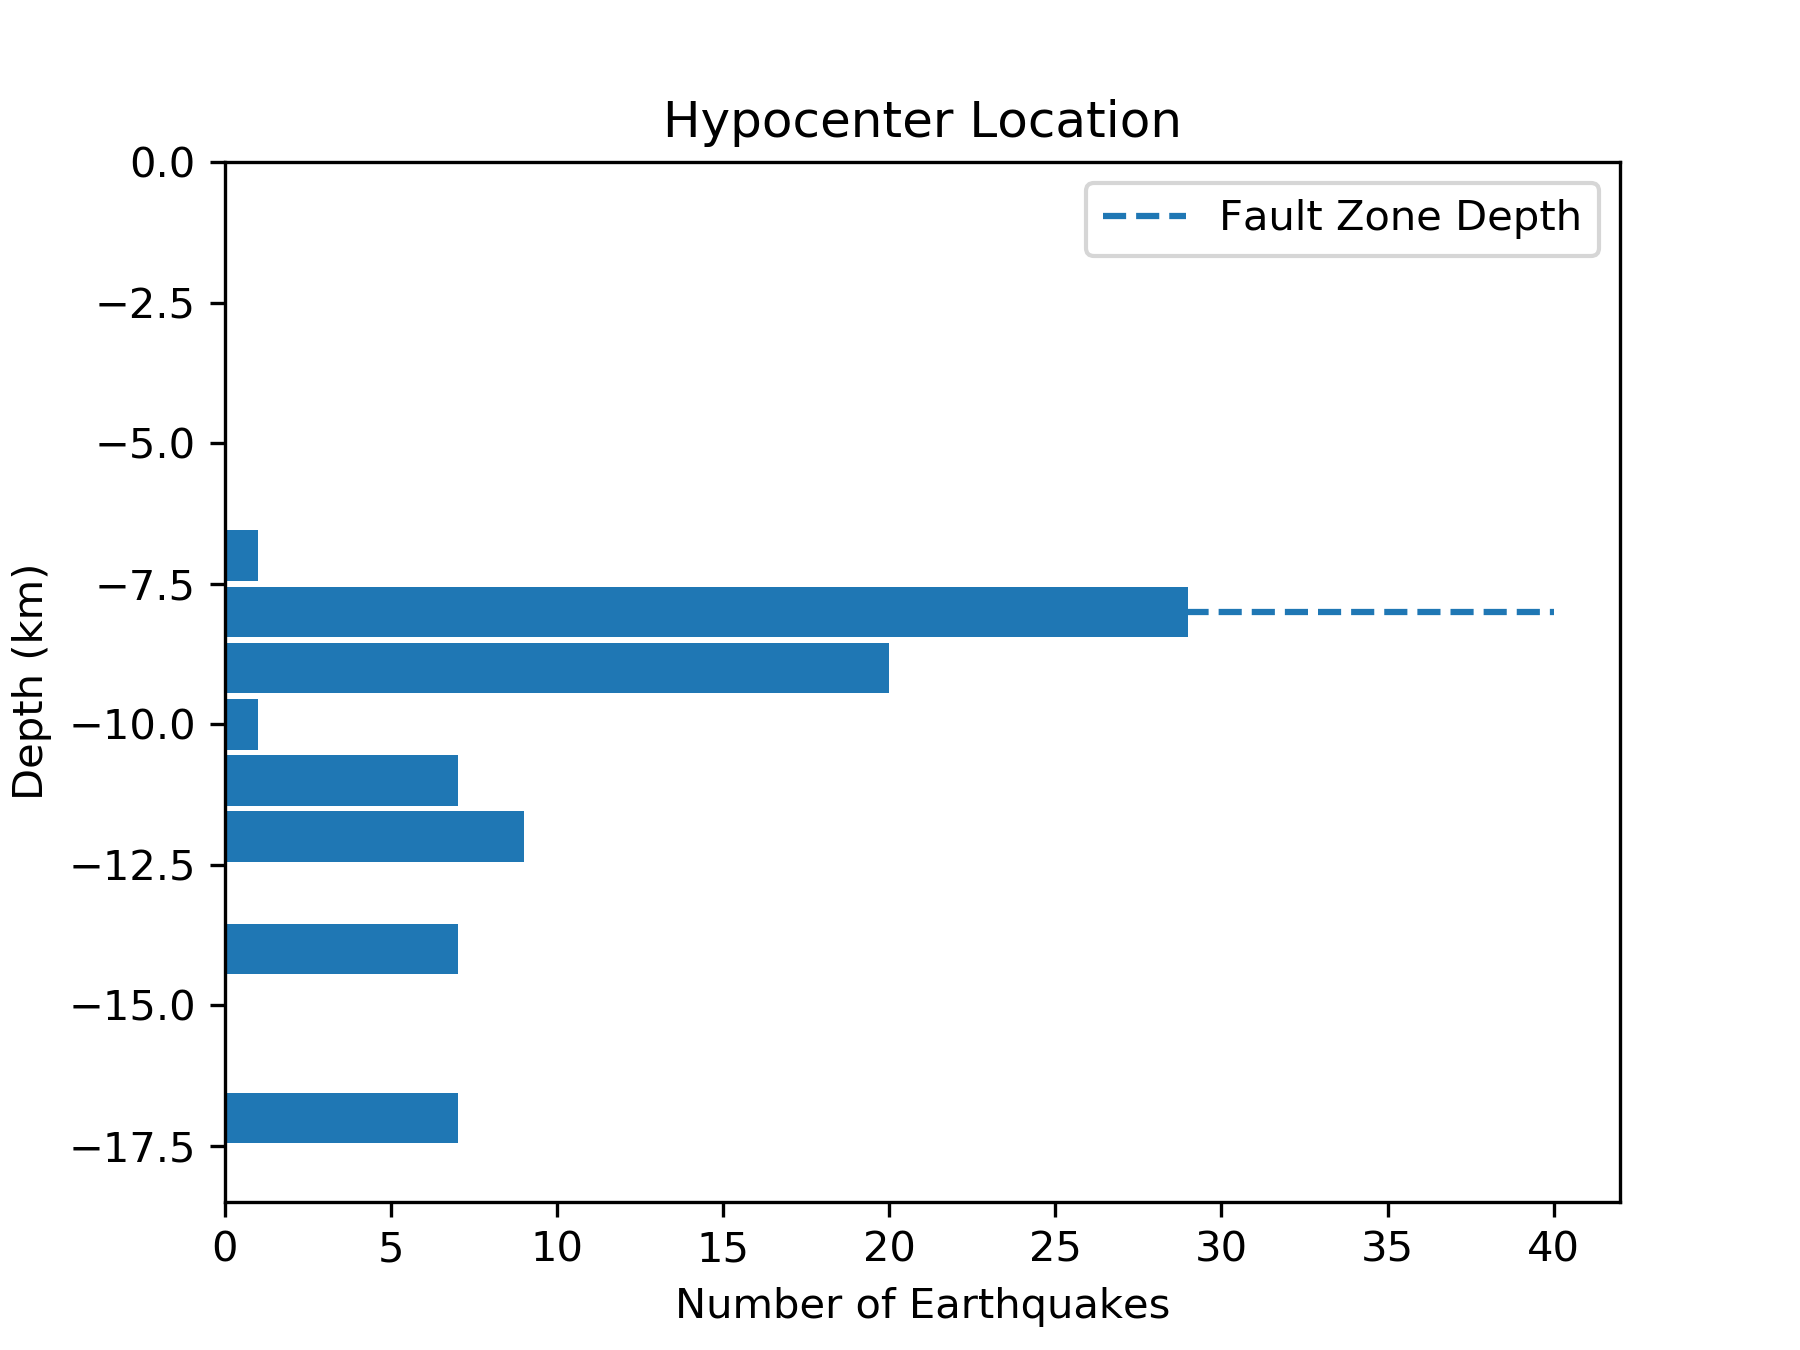 Hypocenter Location
Fault Zone Depth
0.0
−2.5
−5.0
−7.5
−10.0
−12.5
−15.0
−17.5
Depth (km)
0 5 10 15 20 25 30 35 40
Number of Earthquakes